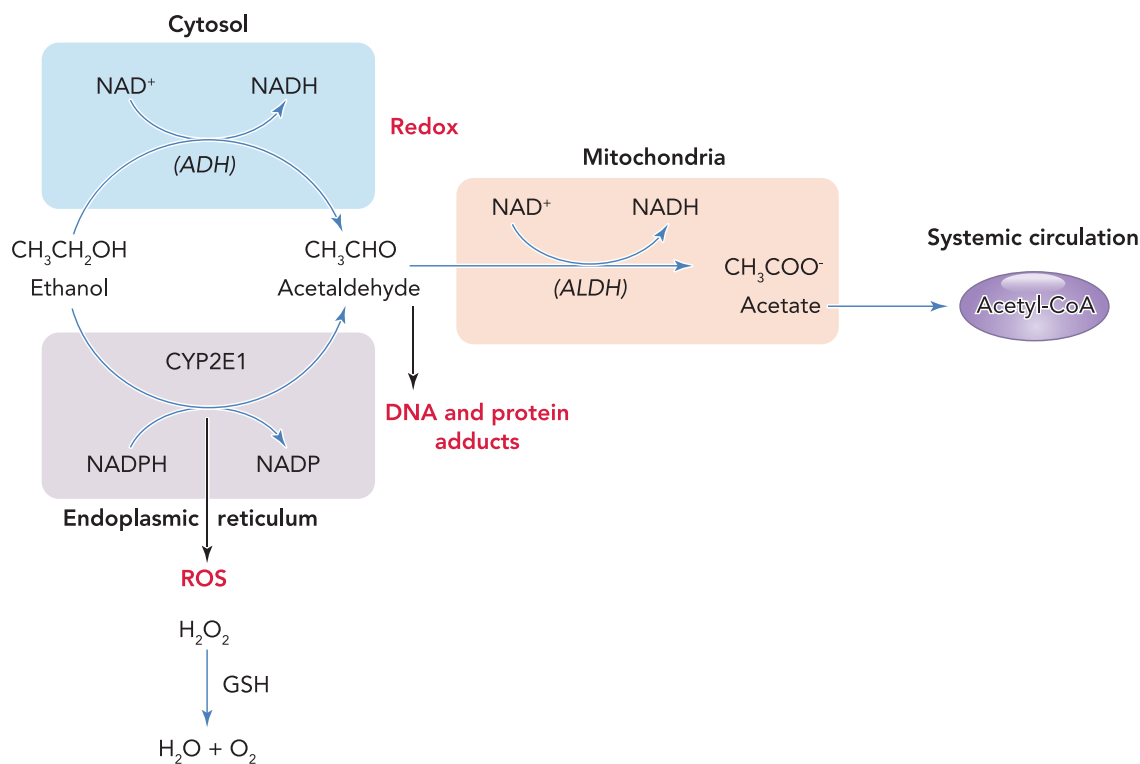 Cytosol
NAD⁺ NADH
(ADH)
Redox
CH₃CH₂OH
Ethanol
CH₃CHO
Acetaldehyde
Mitochondria
NAD⁺ NADH
(ALDH)
CH₃COO⁻
Acetate
Systemic circulation
Acetyl-CoA
CYP2E1
NADPH NADP
DNA and protein
adducts
Endoplasmic reticulum
ROS
H₂O₂
GSH
H₂O + O₂